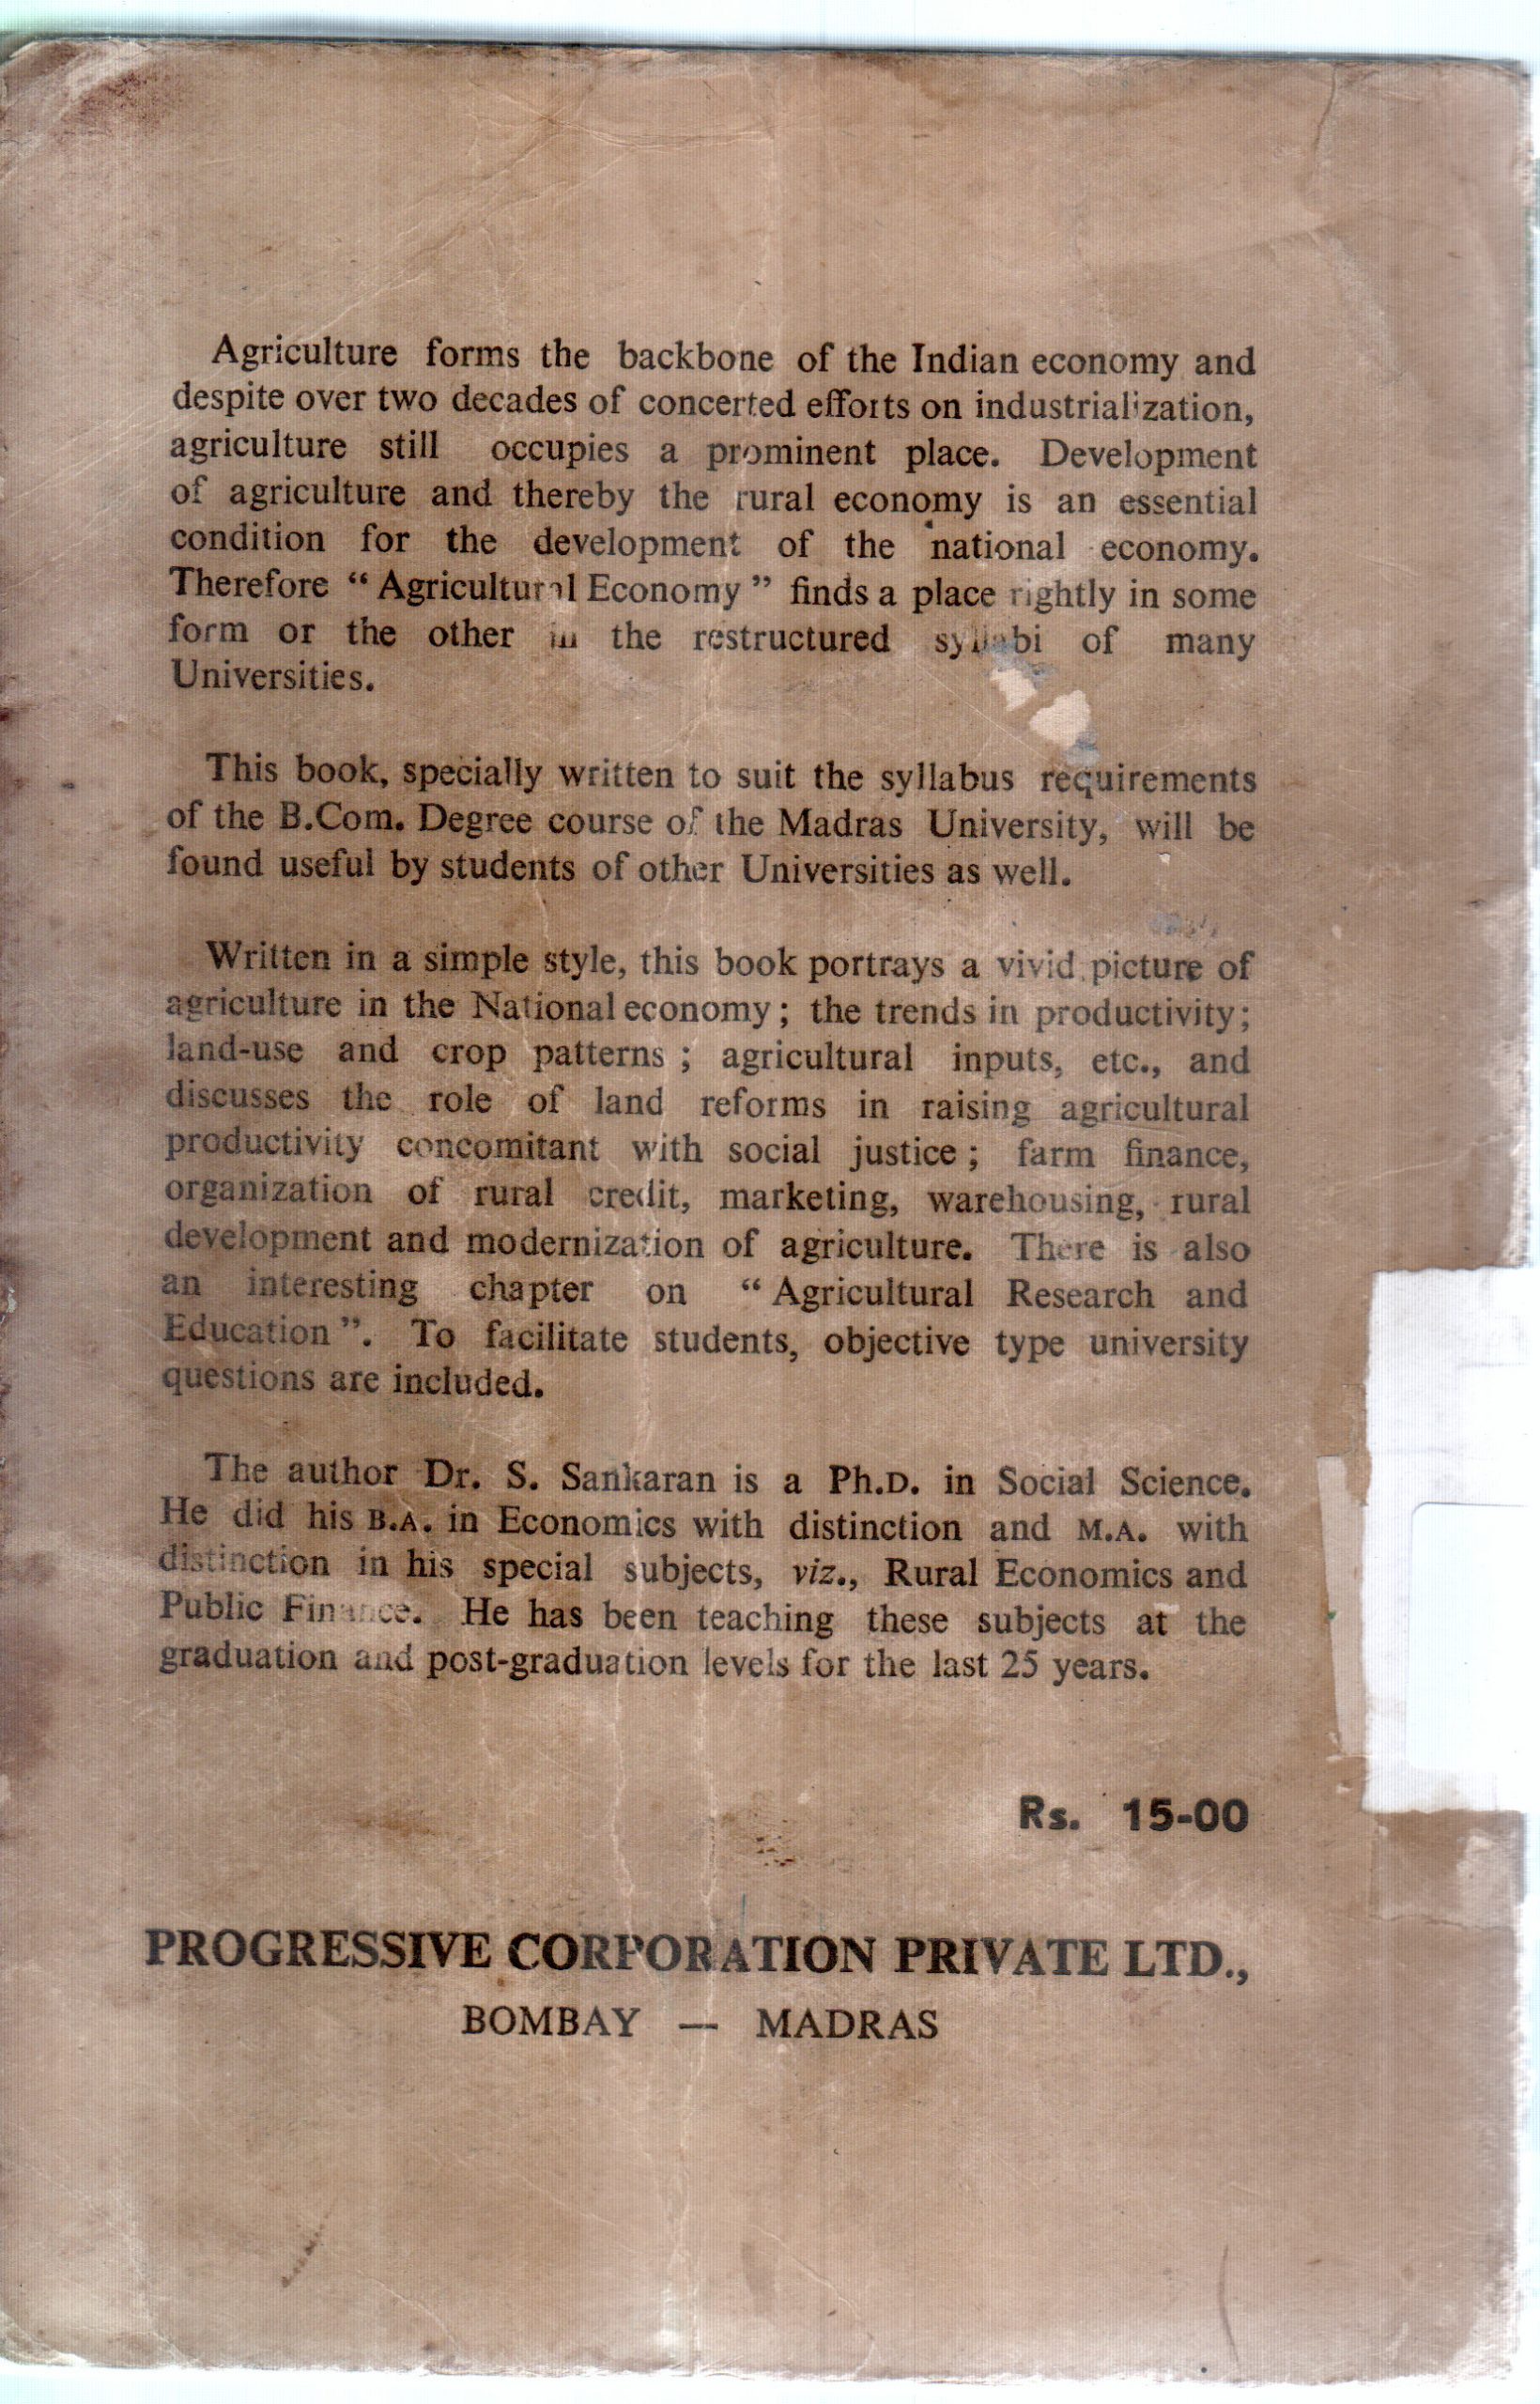 Agriculture forms the backbone of the Indian economy and
despite over two decades of concerted efforts on industrialization,
agriculture still occupies a prominent place. Development
of agriculture and thereby the rural economy is an essential
condition for the development of the national economy.
Therefore “ Agricultural Economy ” finds a place rightly in some
form or the other in the restructured syllabi of many
Universities.
This book, specially written to suit the syllabus requirements
of the B.Com. Degree course of the Madras University, will be
found useful by students of other Universities as well.
Written in a simple style, this book portrays a vivid picture of
agriculture in the National economy ; the trends in productivity ;
land-use and crop patterns ; agricultural inputs, etc., and
discusses the role of land reforms in raising agricultural
productivity concomitant with social justice ; farm finance,
organization of rural credit, marketing, warehousing, rural
development and modernization of agriculture. There is also
an interesting chapter on “ Agricultural Research and
Education ”. To facilitate students, objective type university
questions are included.
The author Dr. S. Sankaran is a Ph.D. in Social Science.
He did his B.A. in Economics with distinction and M.A. with
distinction in his special subjects, viz., Rural Economics and
Public Finance. He has been teaching these subjects at the
graduation and post-graduation levels for the last 25 years.
Rs. 15-00
PROGRESSIVE CORPORATION PRIVATE LTD.,
BOMBAY — MADRAS